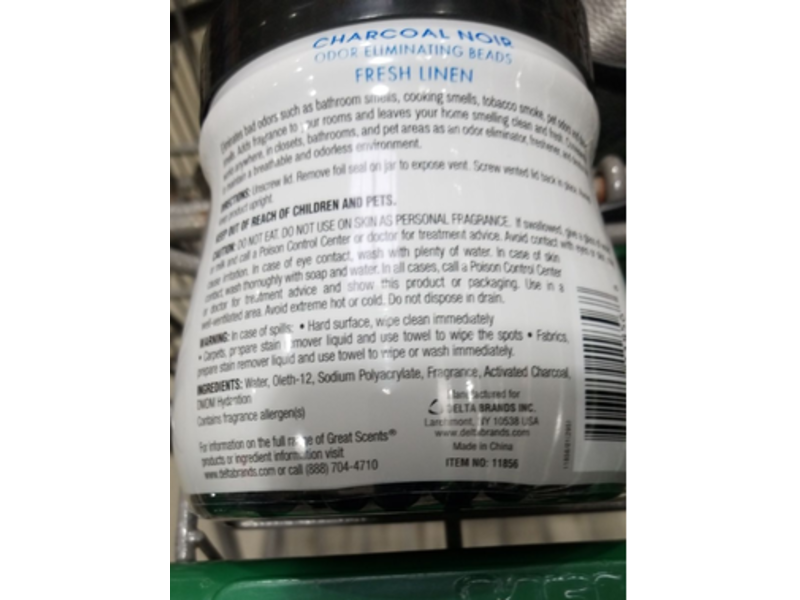 CHARCOAL NOIR
ODOR ELIMINATING BEADS
FRESH LINEN
bad odors such as bathroom smells, cooking smells, tobacco smoke, pet odors
Adds fragrance to your rooms and leaves your home smelling clean and fresh.
anywhere, in closets, bathrooms, and pet areas as an odor eliminator, freshener, and
maintain a breathable and odorless environment.
DIRECTIONS: Unscrew lid. Remove foil seal on jar to expose vent. Screw vented lid back in place.
product upright.
KEEP OUT OF REACH OF CHILDREN AND PETS.
CAUTION: DO NOT EAT. DO NOT USE ON SKIN AS PERSONAL FRAGRANCE. If swallowed, give a glass of
or milk and call a Poison Control Center or doctor for treatment advice. Avoid contact with eyes or
cause irritation. In case of eye contact, wash with plenty of water. In case of skin
contact wash thoroughly with soap and water. In all cases, call a Poison Control Center
or doctor for treatment advice and show this product or packaging. Use in a
well-ventilated area. Avoid extreme hot or cold. Do not dispose in drain.
WARNING: In case of spills: • Hard surface, wipe clean immediately
• Carpets, prepare stain remover liquid and use towel to wipe the spots • Fabrics,
prepare stain remover liquid and use towel to wipe or wash immediately.
INGREDIENTS: Water, Oleth-12, Sodium Polyacrylate, Fragrance, Activated Charcoal,
DMDM Hydantion
Contains fragrance allergen(s)
For information on the full range of Great Scents®
products or ingredient information visit
www.deltabrands.com or call (888) 704-4710
Manufactured for
DELTA BRANDS INC.
Larchmont, NY 10538 USA
www.deltabrands.com
Made in China
ITEM NO: 11856